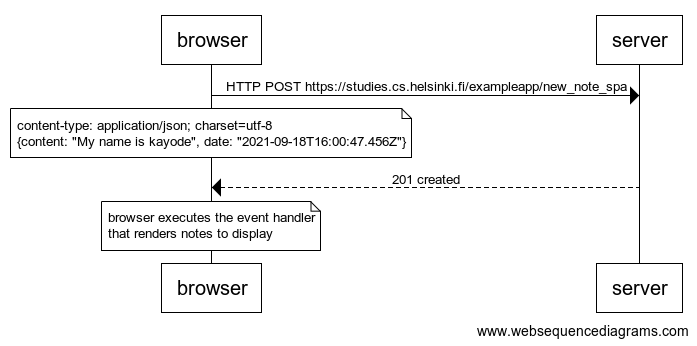 browser
server
HTTP POST https://studies.cs.helsinki.fi/exampleapp/new_note_spa
content-type: application/json; charset=utf-8
{content: "My name is kayode", date: "2021-09-18T16:00:47.456Z"}
201 created
browser executes the event handler
that renders notes to display
browser
server
www.websequencediagrams.com